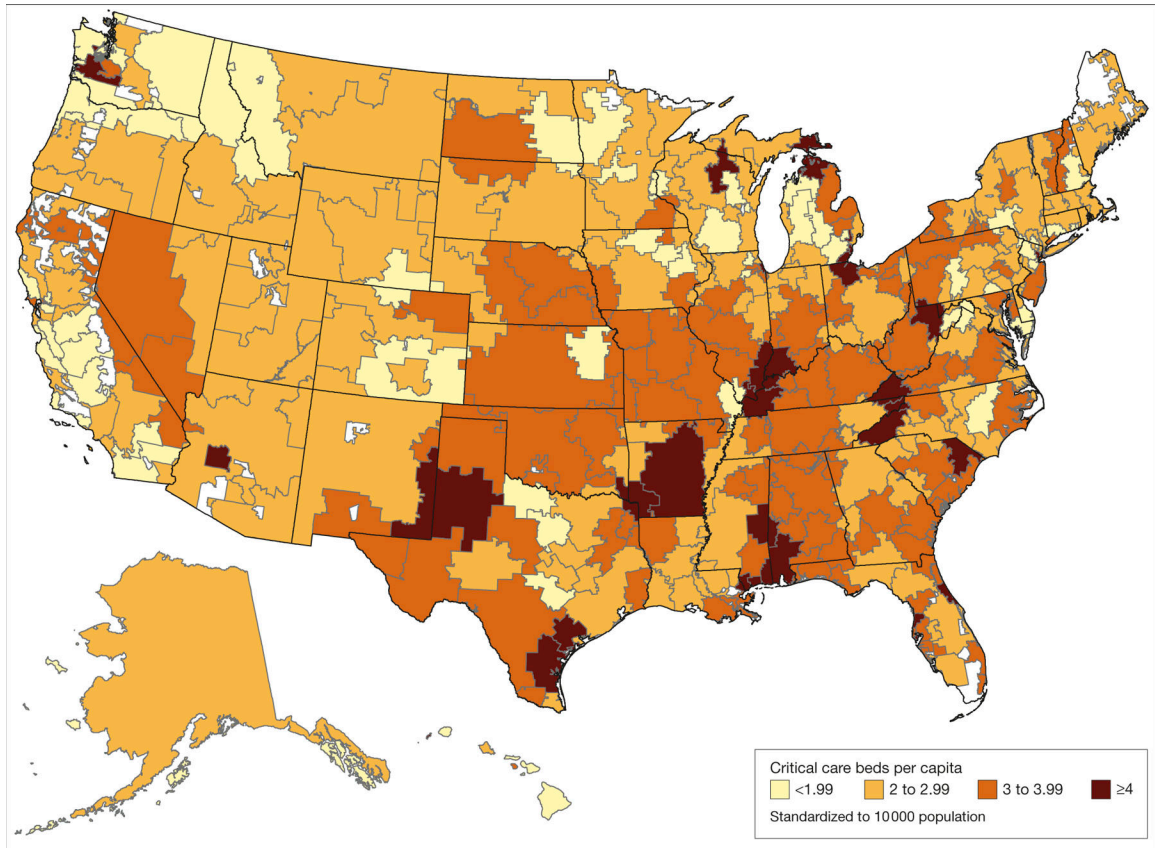 Critical care beds per capita
<1.99 2 to 2.99 3 to 3.99 ≥4
Standardized to 10 000 population